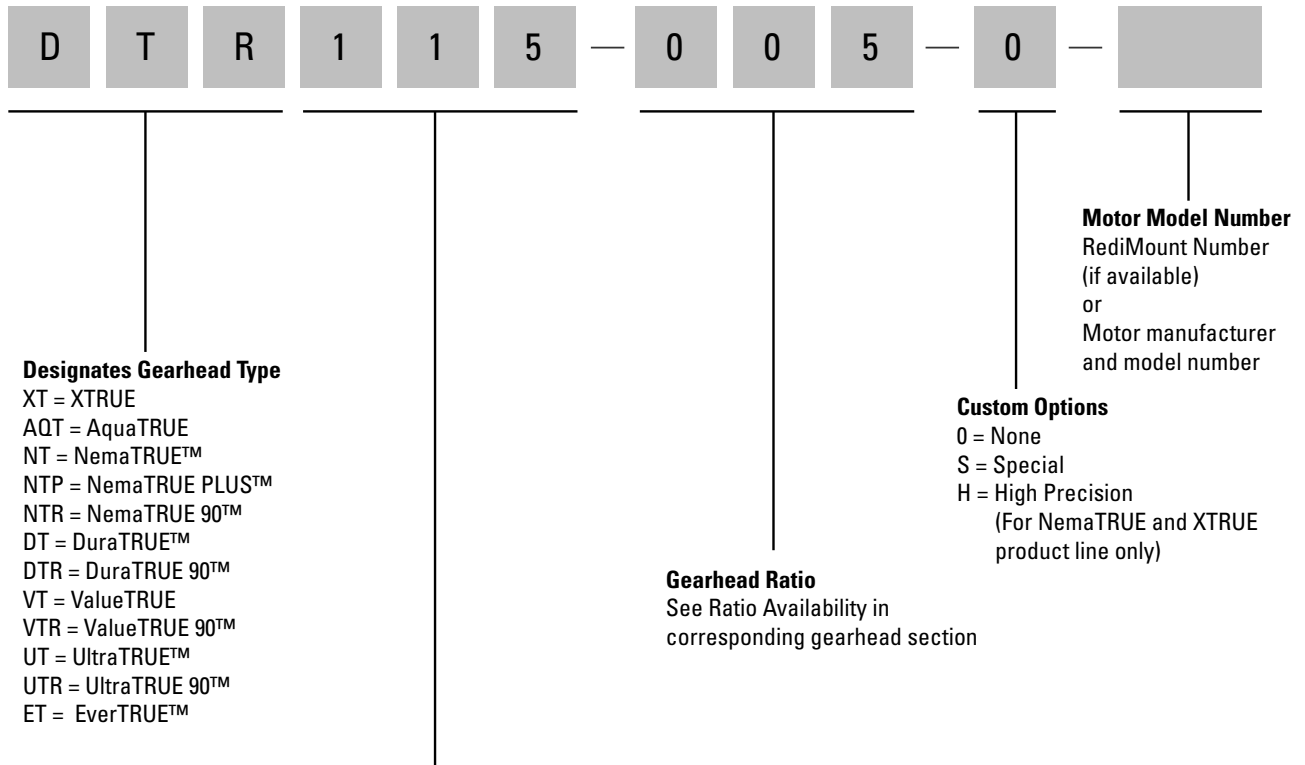 D T R 1 1 5 — 0 0 5 — 0 —
Motor Model Number
RediMount Number
(if available)
or
Motor manufacturer
and model number
Designates Gearhead Type
XT = XTRUE
AQT = AquaTRUE
NT = NemaTRUE™
NTP = NemaTRUE PLUS™
NTR = NemaTRUE 90™
DT = DuraTRUE™
DTR = DuraTRUE 90™
VT = ValueTRUE
VTR = ValueTRUE 90™
UT = UltraTRUE™
UTR = UltraTRUE 90™
ET = EverTRUE™
Custom Options
0 = None
S = Special
H = High Precision
(For NemaTRUE and XTRUE
product line only)
Gearhead Ratio
See Ratio Availability in
corresponding gearhead section